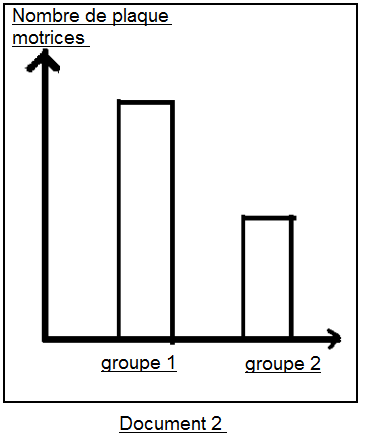 Nombre de plaque
motrices
groupe 1
groupe 2
Document 2